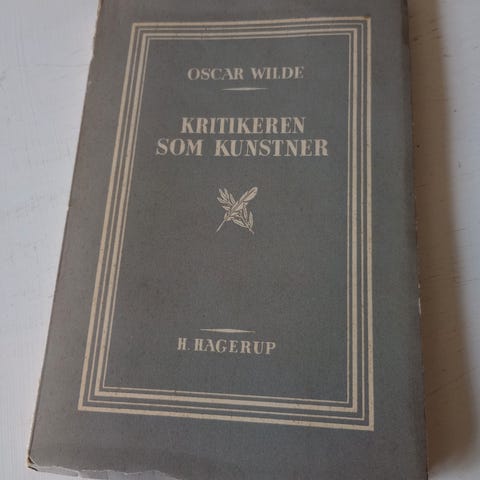 OSCAR WILDE
KRITIKEREN
SOM KUNSTNER
H. HAGERUP